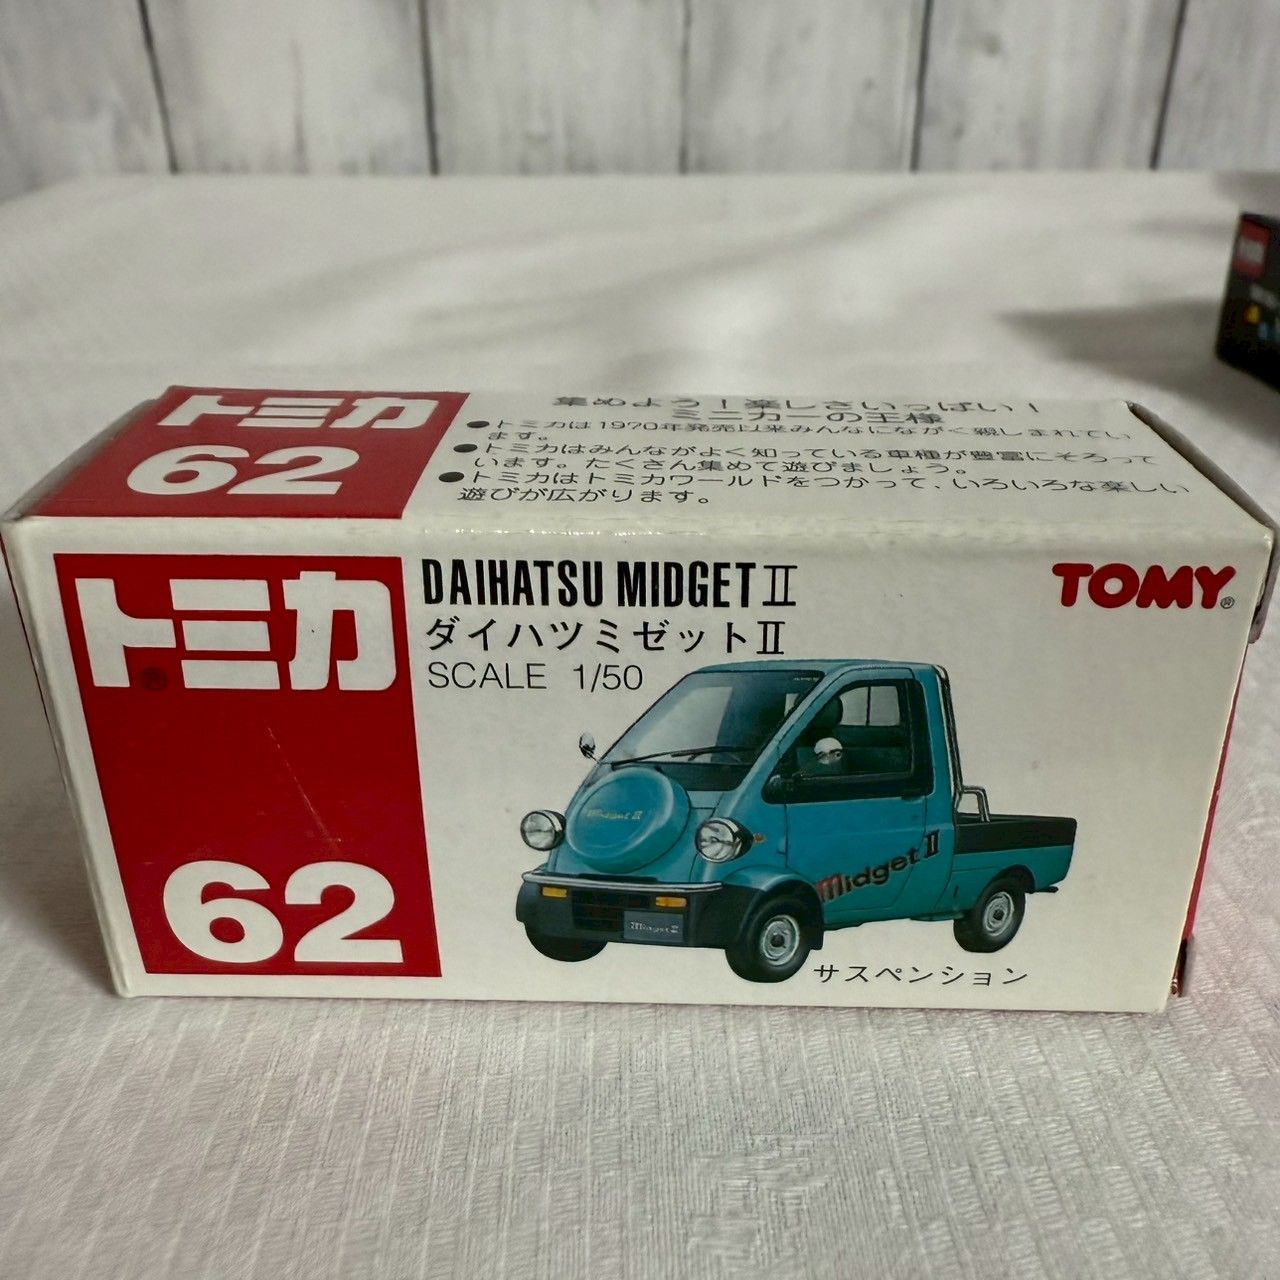 トミカ
62
集めよう!楽しさいっぱい!
ミニカーの王様
●トミカは1970年発売以来みんなにながく親しまれてい
ます。
●トミカはみんながよく知っている車種が豊富にそろって
います。たくさん集めて遊びましょう。
●トミカはトミカワールドをつかって、いろいろな楽しい
遊びが広がります。
トミカ®
62
DAIHATSU MIDGET II
ダイハツミゼットII
SCALE 1/50
TOMY®
Midget II
Midget II
Midget II
サスペンション